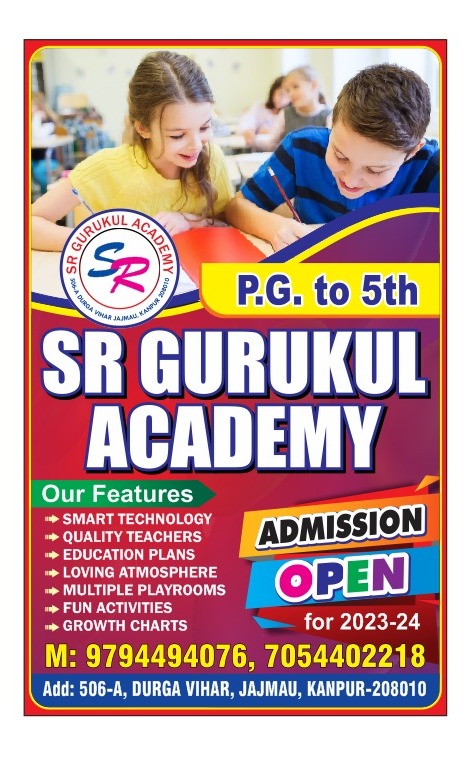 SR GURUKUL ACADEMY
SR
506-A DURGA VIHAR JAJMAU, KANPUR 208010
P.G. to 5th
SR GURUKUL
ACADEMY
Our Features
SMART TECHNOLOGY
QUALITY TEACHERS
EDUCATION PLANS
LOVING ATMOSPHERE
MULTIPLE PLAYROOMS
FUN ACTIVITIES
GROWTH CHARTS
ADMISSION
OPEN
for 2023-24
M: 9794494076, 7054402218
Add: 506-A, DURGA VIHAR, JAJMAU, KANPUR-208010